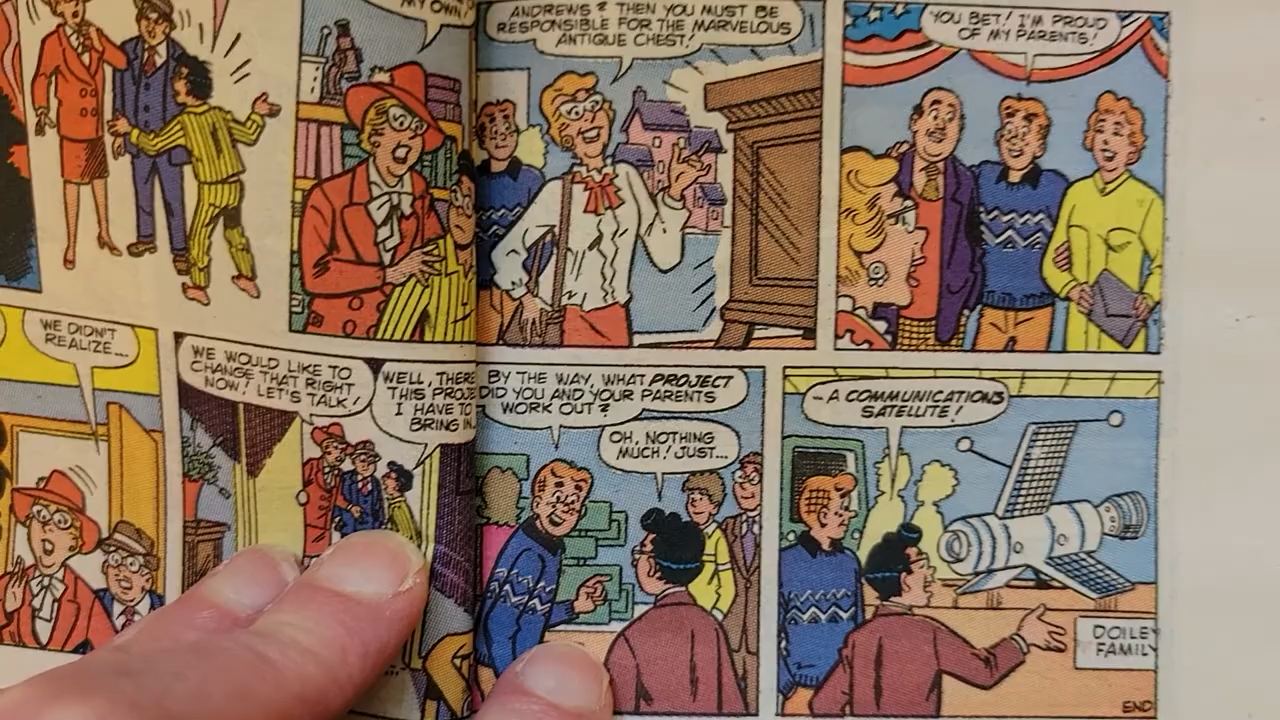 MY OWN!
WE DIDN'T
REALIZE...
WE WOULD LIKE TO
CHANGE THAT RIGHT
NOW! LET'S TALK!
WELL, THERE
THIS PROJE
I HAVE TO
BRING IN
ANDREWS? THEN YOU MUST BE
RESPONSIBLE FOR THE MARVELOUS
ANTIQUE CHEST!
YOU BET! I'M PROUD
OF MY PARENTS!
BY THE WAY, WHAT PROJECT
DID YOU AND YOUR PARENTS
WORK OUT?
OH, NOTHING
MUCH! JUST...
...A COMMUNICATIONS
SATELLITE!
DOILEY
FAMILY
END